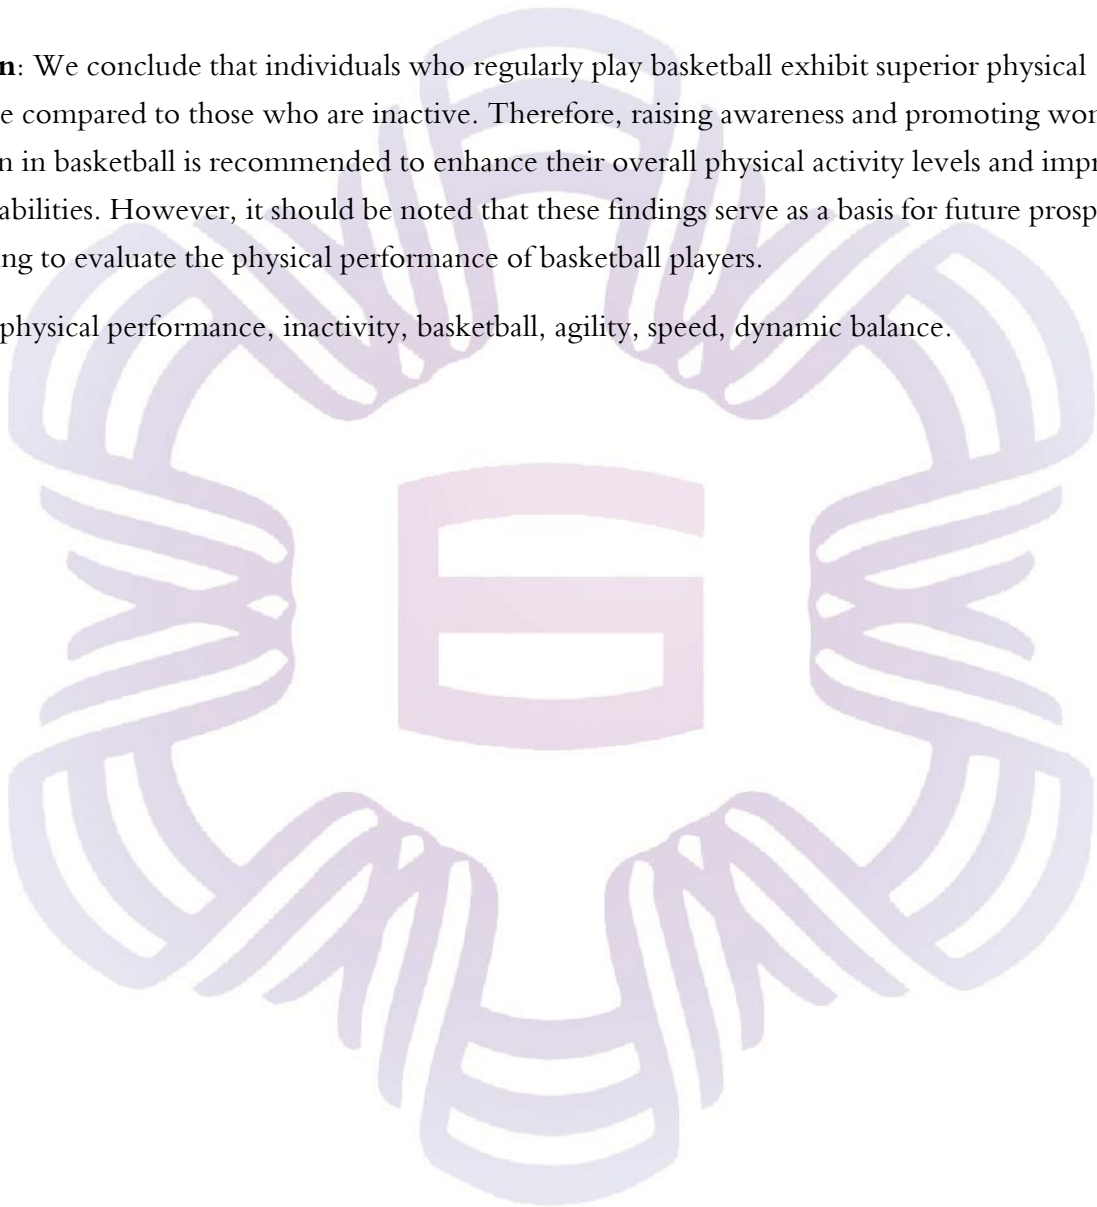 n: We conclude that individuals who regularly play basketball exhibit superior physical
e compared to those who are inactive. Therefore, raising awareness and promoting wom
n in basketball is recommended to enhance their overall physical activity levels and impr
abilities. However, it should be noted that these findings serve as a basis for future prosp
ng to evaluate the physical performance of basketball players.
physical performance, inactivity, basketball, agility, speed, dynamic balance.